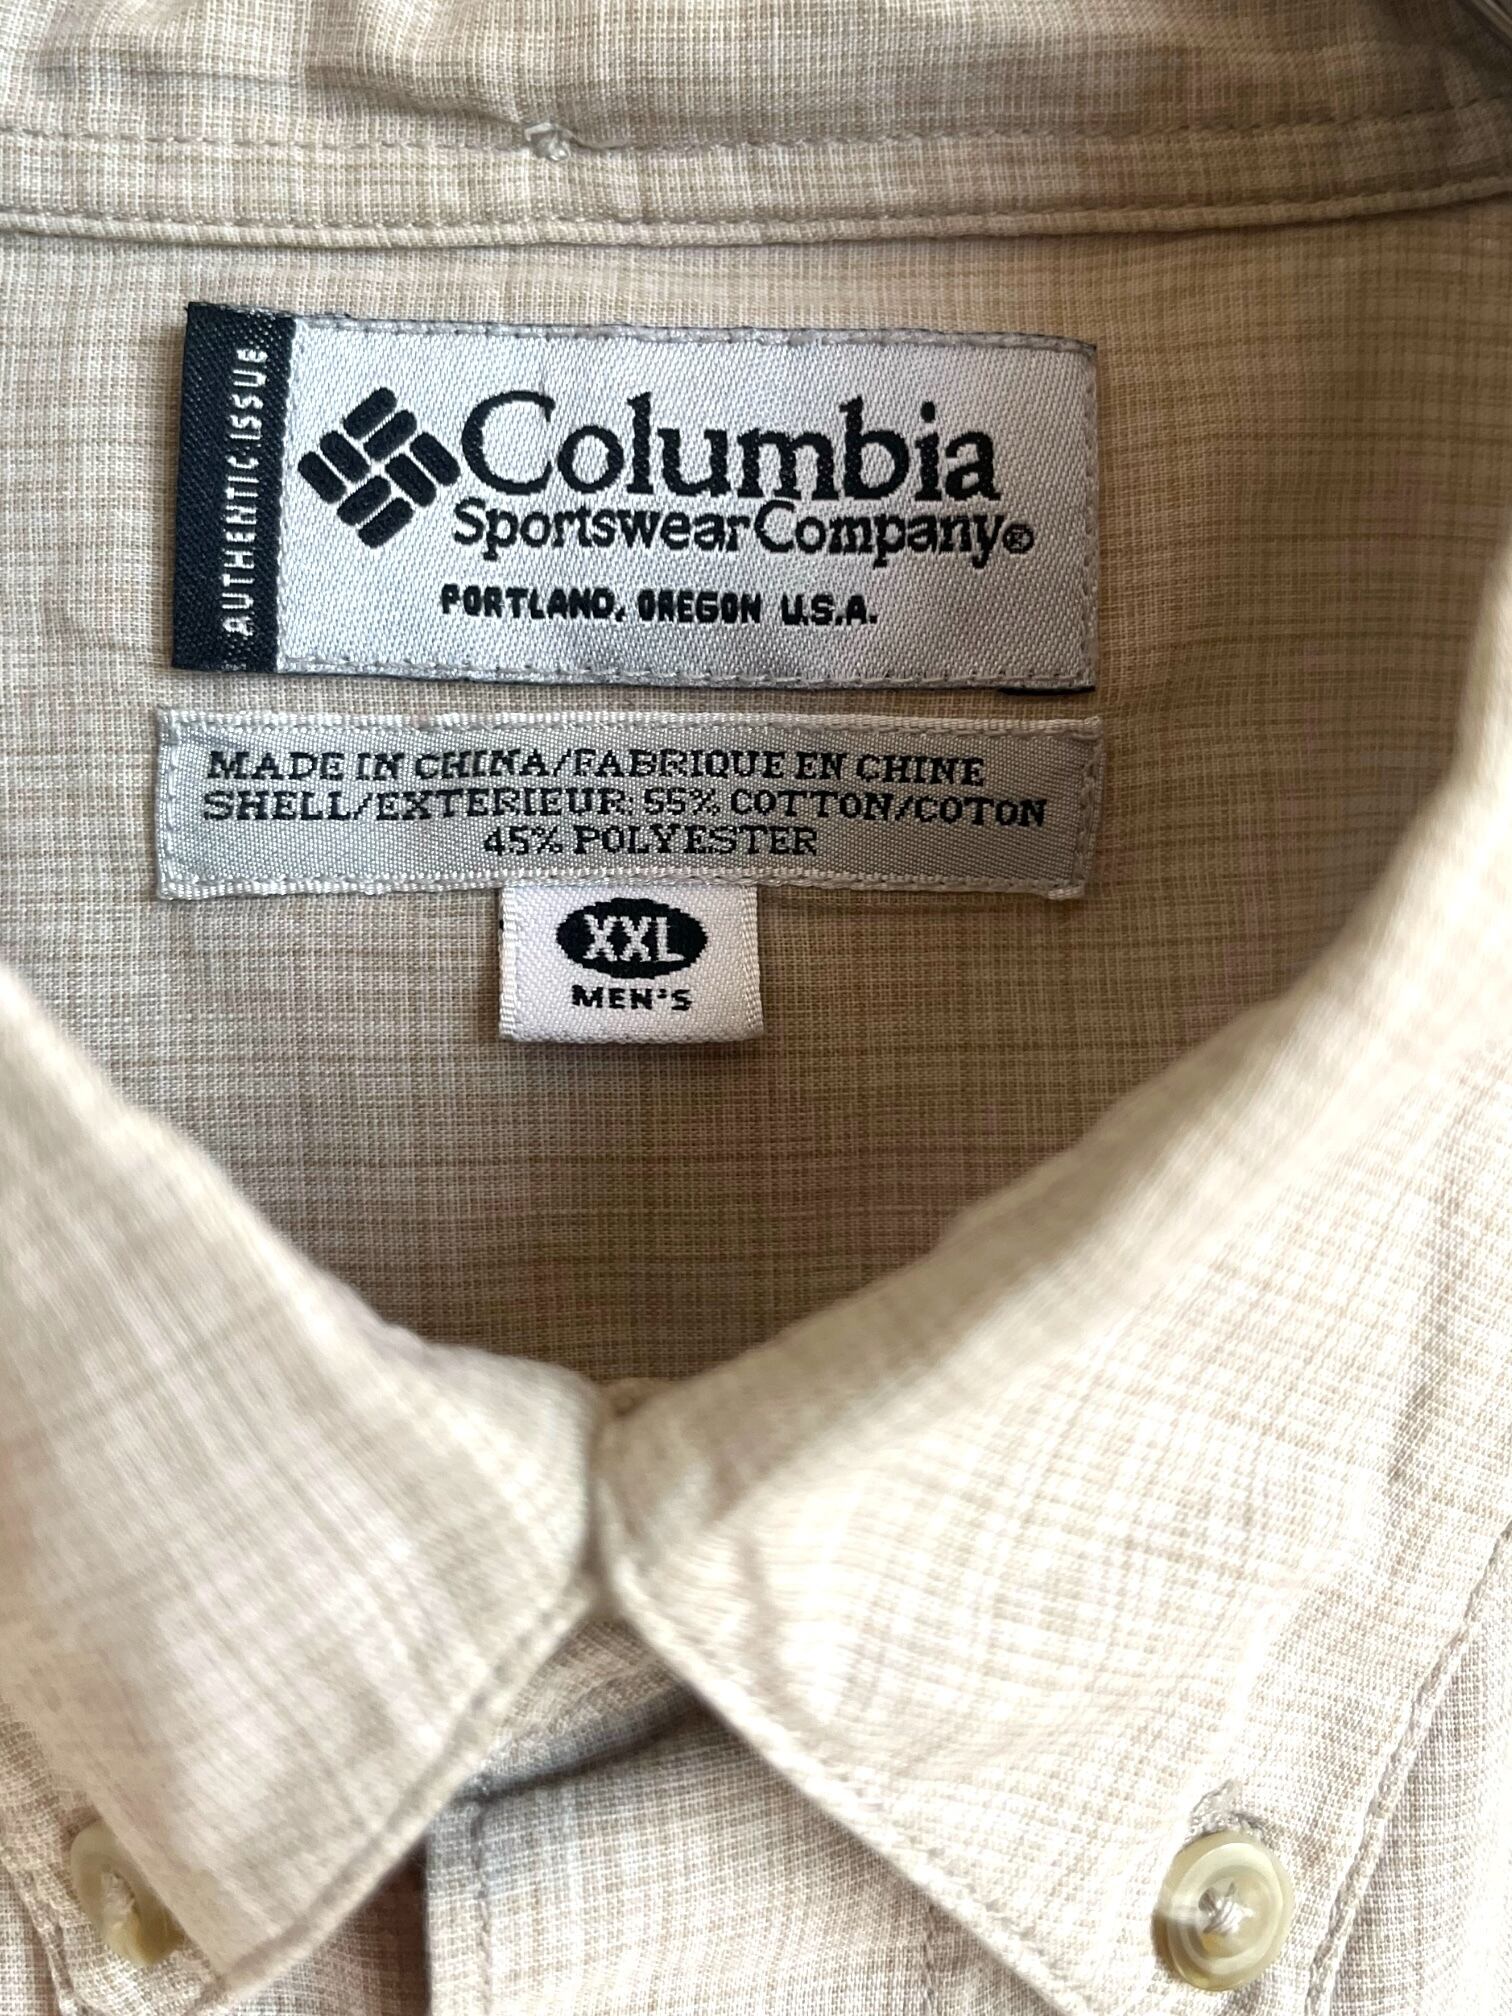 AUTHENTIC ISSUE
Columbia
Sportswear Company®
PORTLAND, OREGON U.S.A.
MADE IN CHINA/FABRIQUE EN CHINE
SHELL/EXTERIEUR: 55% COTTON/COTON
45% POLYESTER
XXL
MEN'S